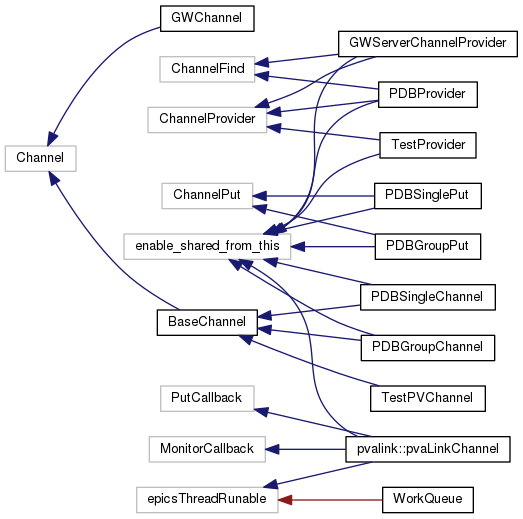 GWChannel
GWServerChannelProvider
ChannelFind
PDBProvider
ChannelProvider
TestProvider
Channel
ChannelPut
PDBSinglePut
enable_shared_from_this
PDBGroupPut
PDBSingleChannel
BaseChannel
PDBGroupChannel
PutCallback
TestPVChannel
MonitorCallback
pvalink::pvaLinkChannel
epicsThreadRunable
WorkQueue